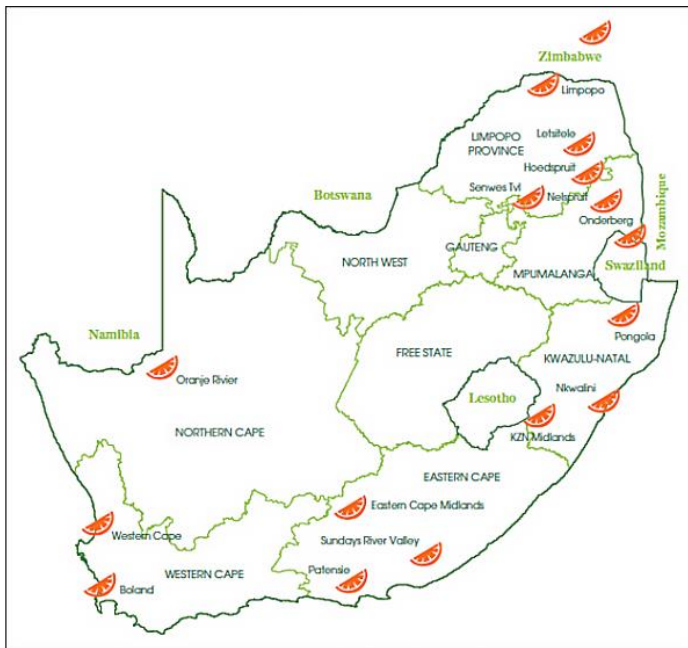 Zimbabwe
Limpopo
LIMPOPO
PROVINCE
Letsitele
Hoedspruit
Senwes Tvl
Nelspruit
Onderberg
Botswana
Mozambique
GAUTENG
NORTH WEST
MPUMALANGA
Swaziland
Namibia
Pongola
FREE STATE
KWAZULU-NATAL
Oranje Rivier
Nkwalini
Lesotho
NORTHERN CAPE
KZN Midlands
EASTERN CAPE
Eastern Cape Midlands
Western Cape
Sundays River Valley
WESTERN CAPE
Patensie
Boland